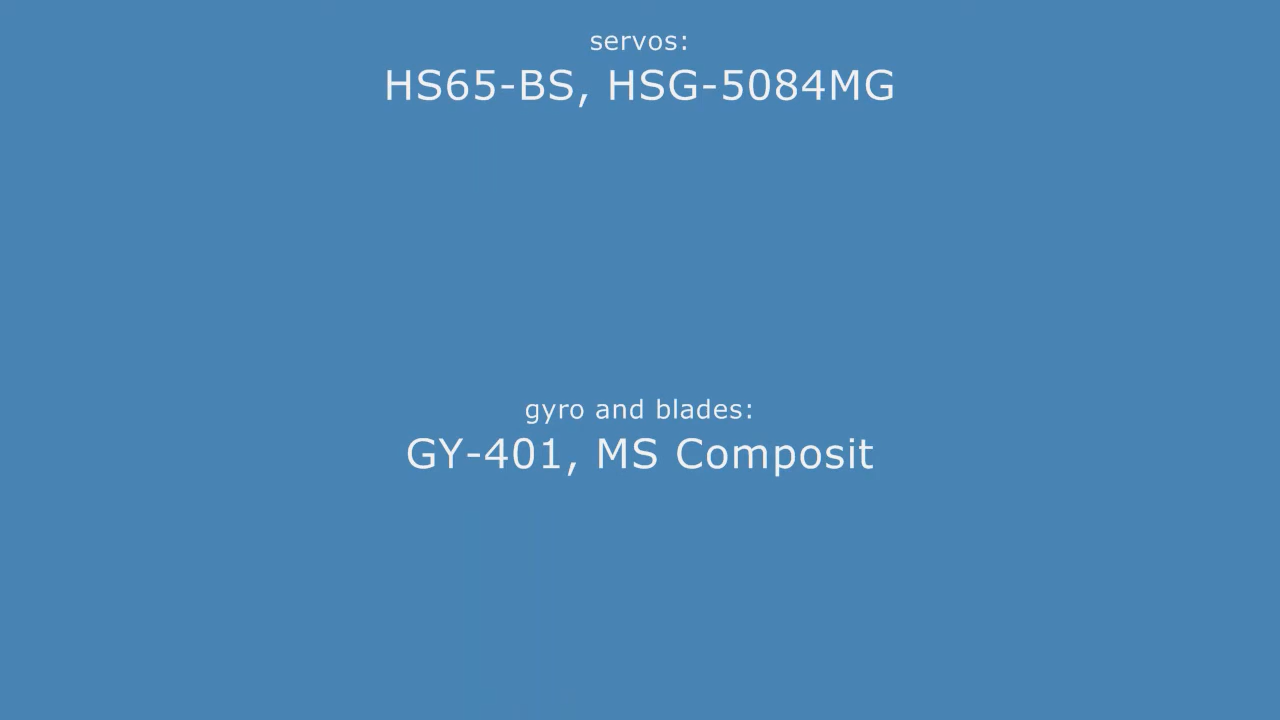 servos:
HS65-BS, HSG-5084MG
gyro and blades:
GY-401, MS Composit